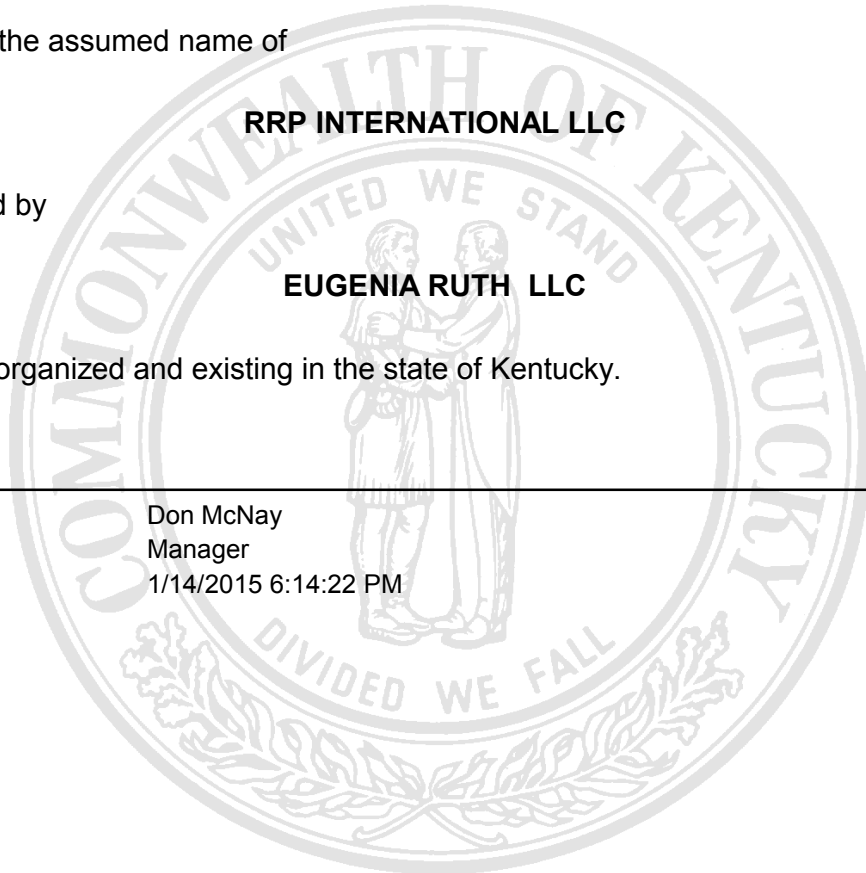 the assumed name of
RRP INTERNATIONAL LLC
d by
EUGENIA RUTH  LLC
organized and existing in the state of Kentucky.
Don McNay
Manager
1/14/2015 6:14:22 PM
COMMONWEALTH OF KENTUCKY
UNITED WE STAND
DIVIDED WE FALL